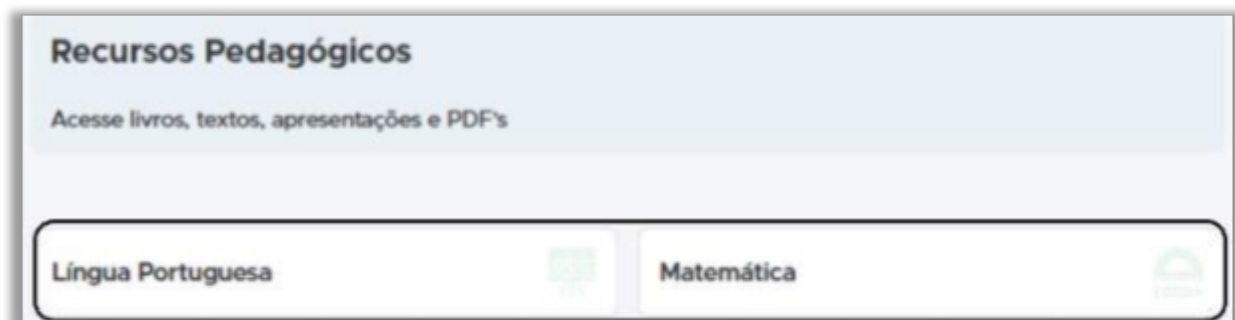 Recursos Pedagógicos
Acesse livros, textos, apresentações e PDF's
Língua Portuguesa
Matemática